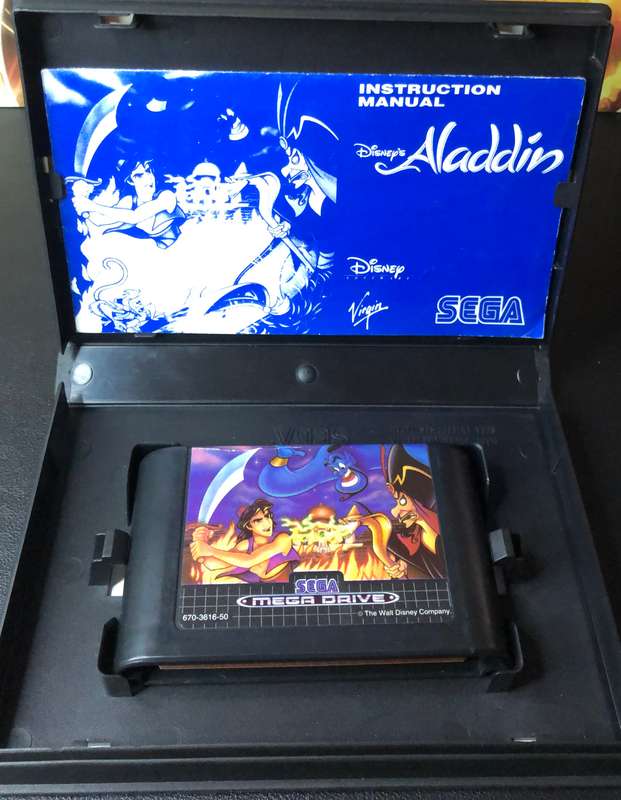 INSTRUCTION
MANUAL
Disney's Aladdin
Disney
Virgin
SEGA
SEGA
MEGA DRIVE
670-3616-50
© The Walt Disney Company.